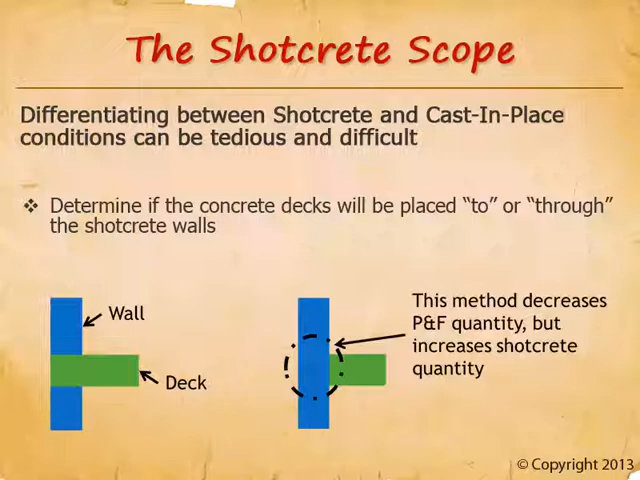 The Shotcrete Scope
Differentiating between Shotcrete and Cast-In-Place
conditions can be tedious and difficult
❖ Determine if the concrete decks will be placed “to” or “through”
the shotcrete walls
Wall
Deck
This method decreases
P&F quantity, but
increases shotcrete
quantity
© Copyright 2013